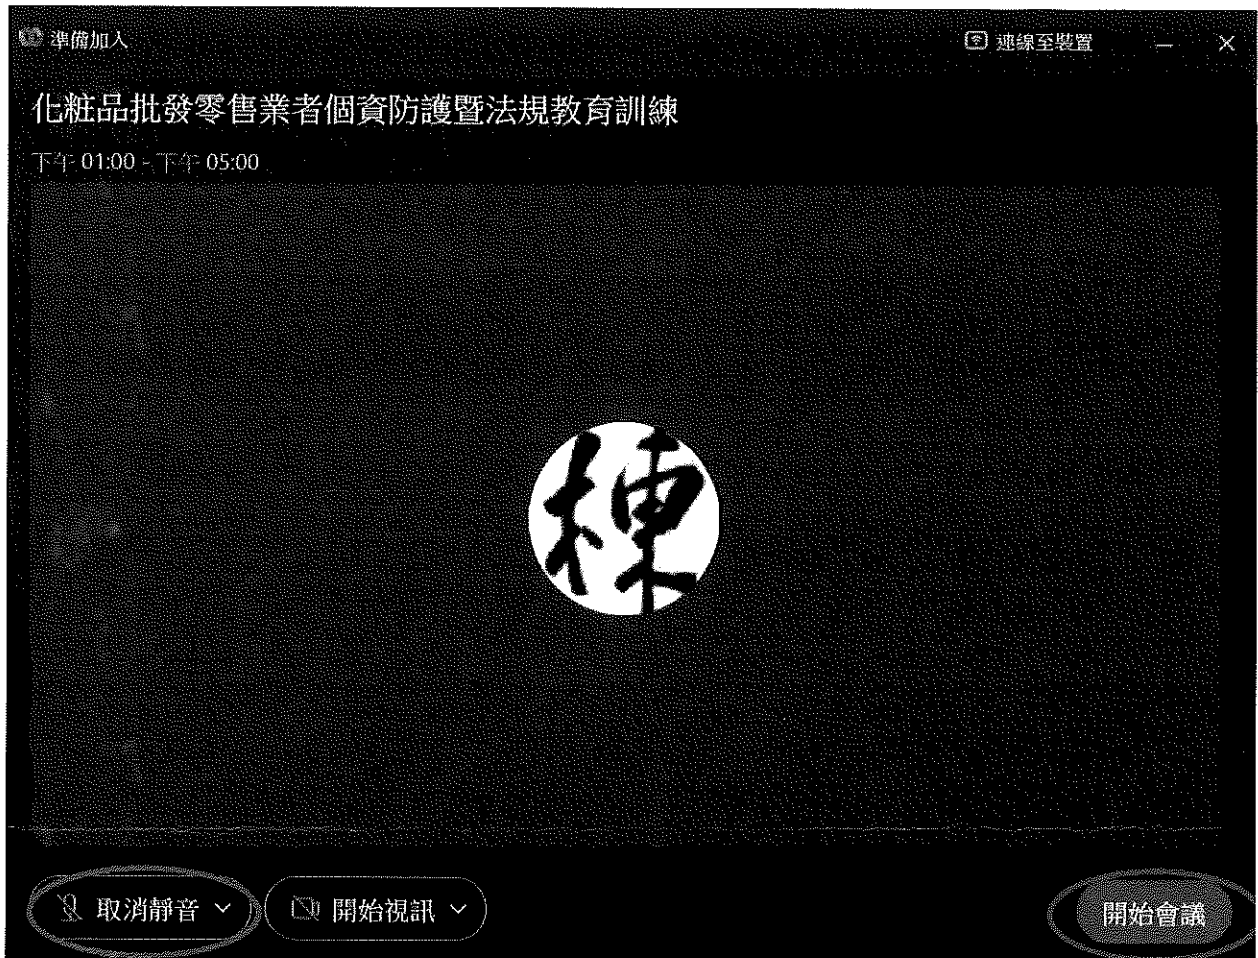 準備加入
連線至裝置
化粧品批發零售業者個資防護暨法規教育訓練
下午 01:00 - 下午 05:00
取消靜音
開始視訊
開始會議